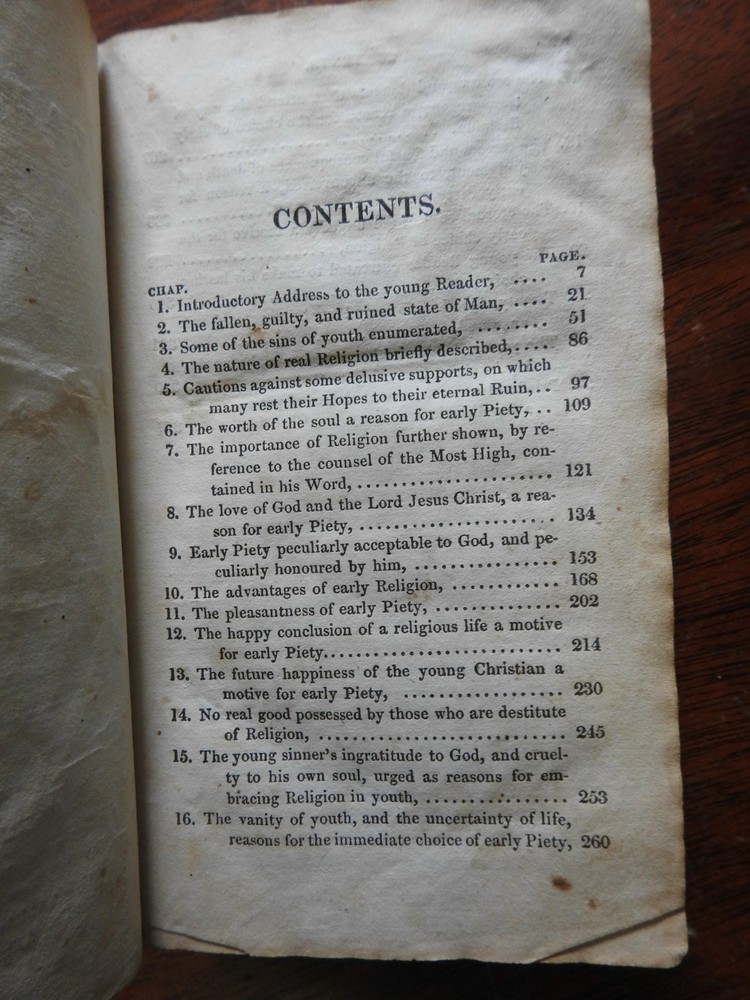 CONTENTS.
CHAP. PAGE.
1. Introductory Address to the young Reader, .... 7
2. The fallen, guilty, and ruined state of Man, .... 21
3. Some of the sins of youth enumerated, ........ 51
4. The nature of real Religion briefly described,.... 86
5. Cautions against some delusive supports, on which
many rest their Hopes to their eternal Ruin,.. 97
6. The worth of the soul a reason for early Piety,... 109
7. The importance of Religion further shown, by re-
ference to the counsel of the Most High, con-
tained in his Word, ........................ 121
8. The love of God and the Lord Jesus Christ, a rea-
son for early Piety, ........................ 134
9. Early Piety peculiarly acceptable to God, and pe-
culiarly honoured by him, ................ 153
10. The advantages of early Religion, ............ 168
11. The pleasantness of early Piety, .............. 202
12. The happy conclusion of a religious life a motive
for early Piety............................ 214
13. The future happiness of the young Christian a
motive for early Piety, .................. 230
14. No real good possessed by those who are destitute
of Religion, ............................ 245
15. The young sinner's ingratitude to God, and cruel-
ty to his own soul, urged as reasons for em-
bracing Religion in youth, ................ 253
16. The vanity of youth, and the uncertainty of life,
reasons for the immediate choice of early Piety, 260